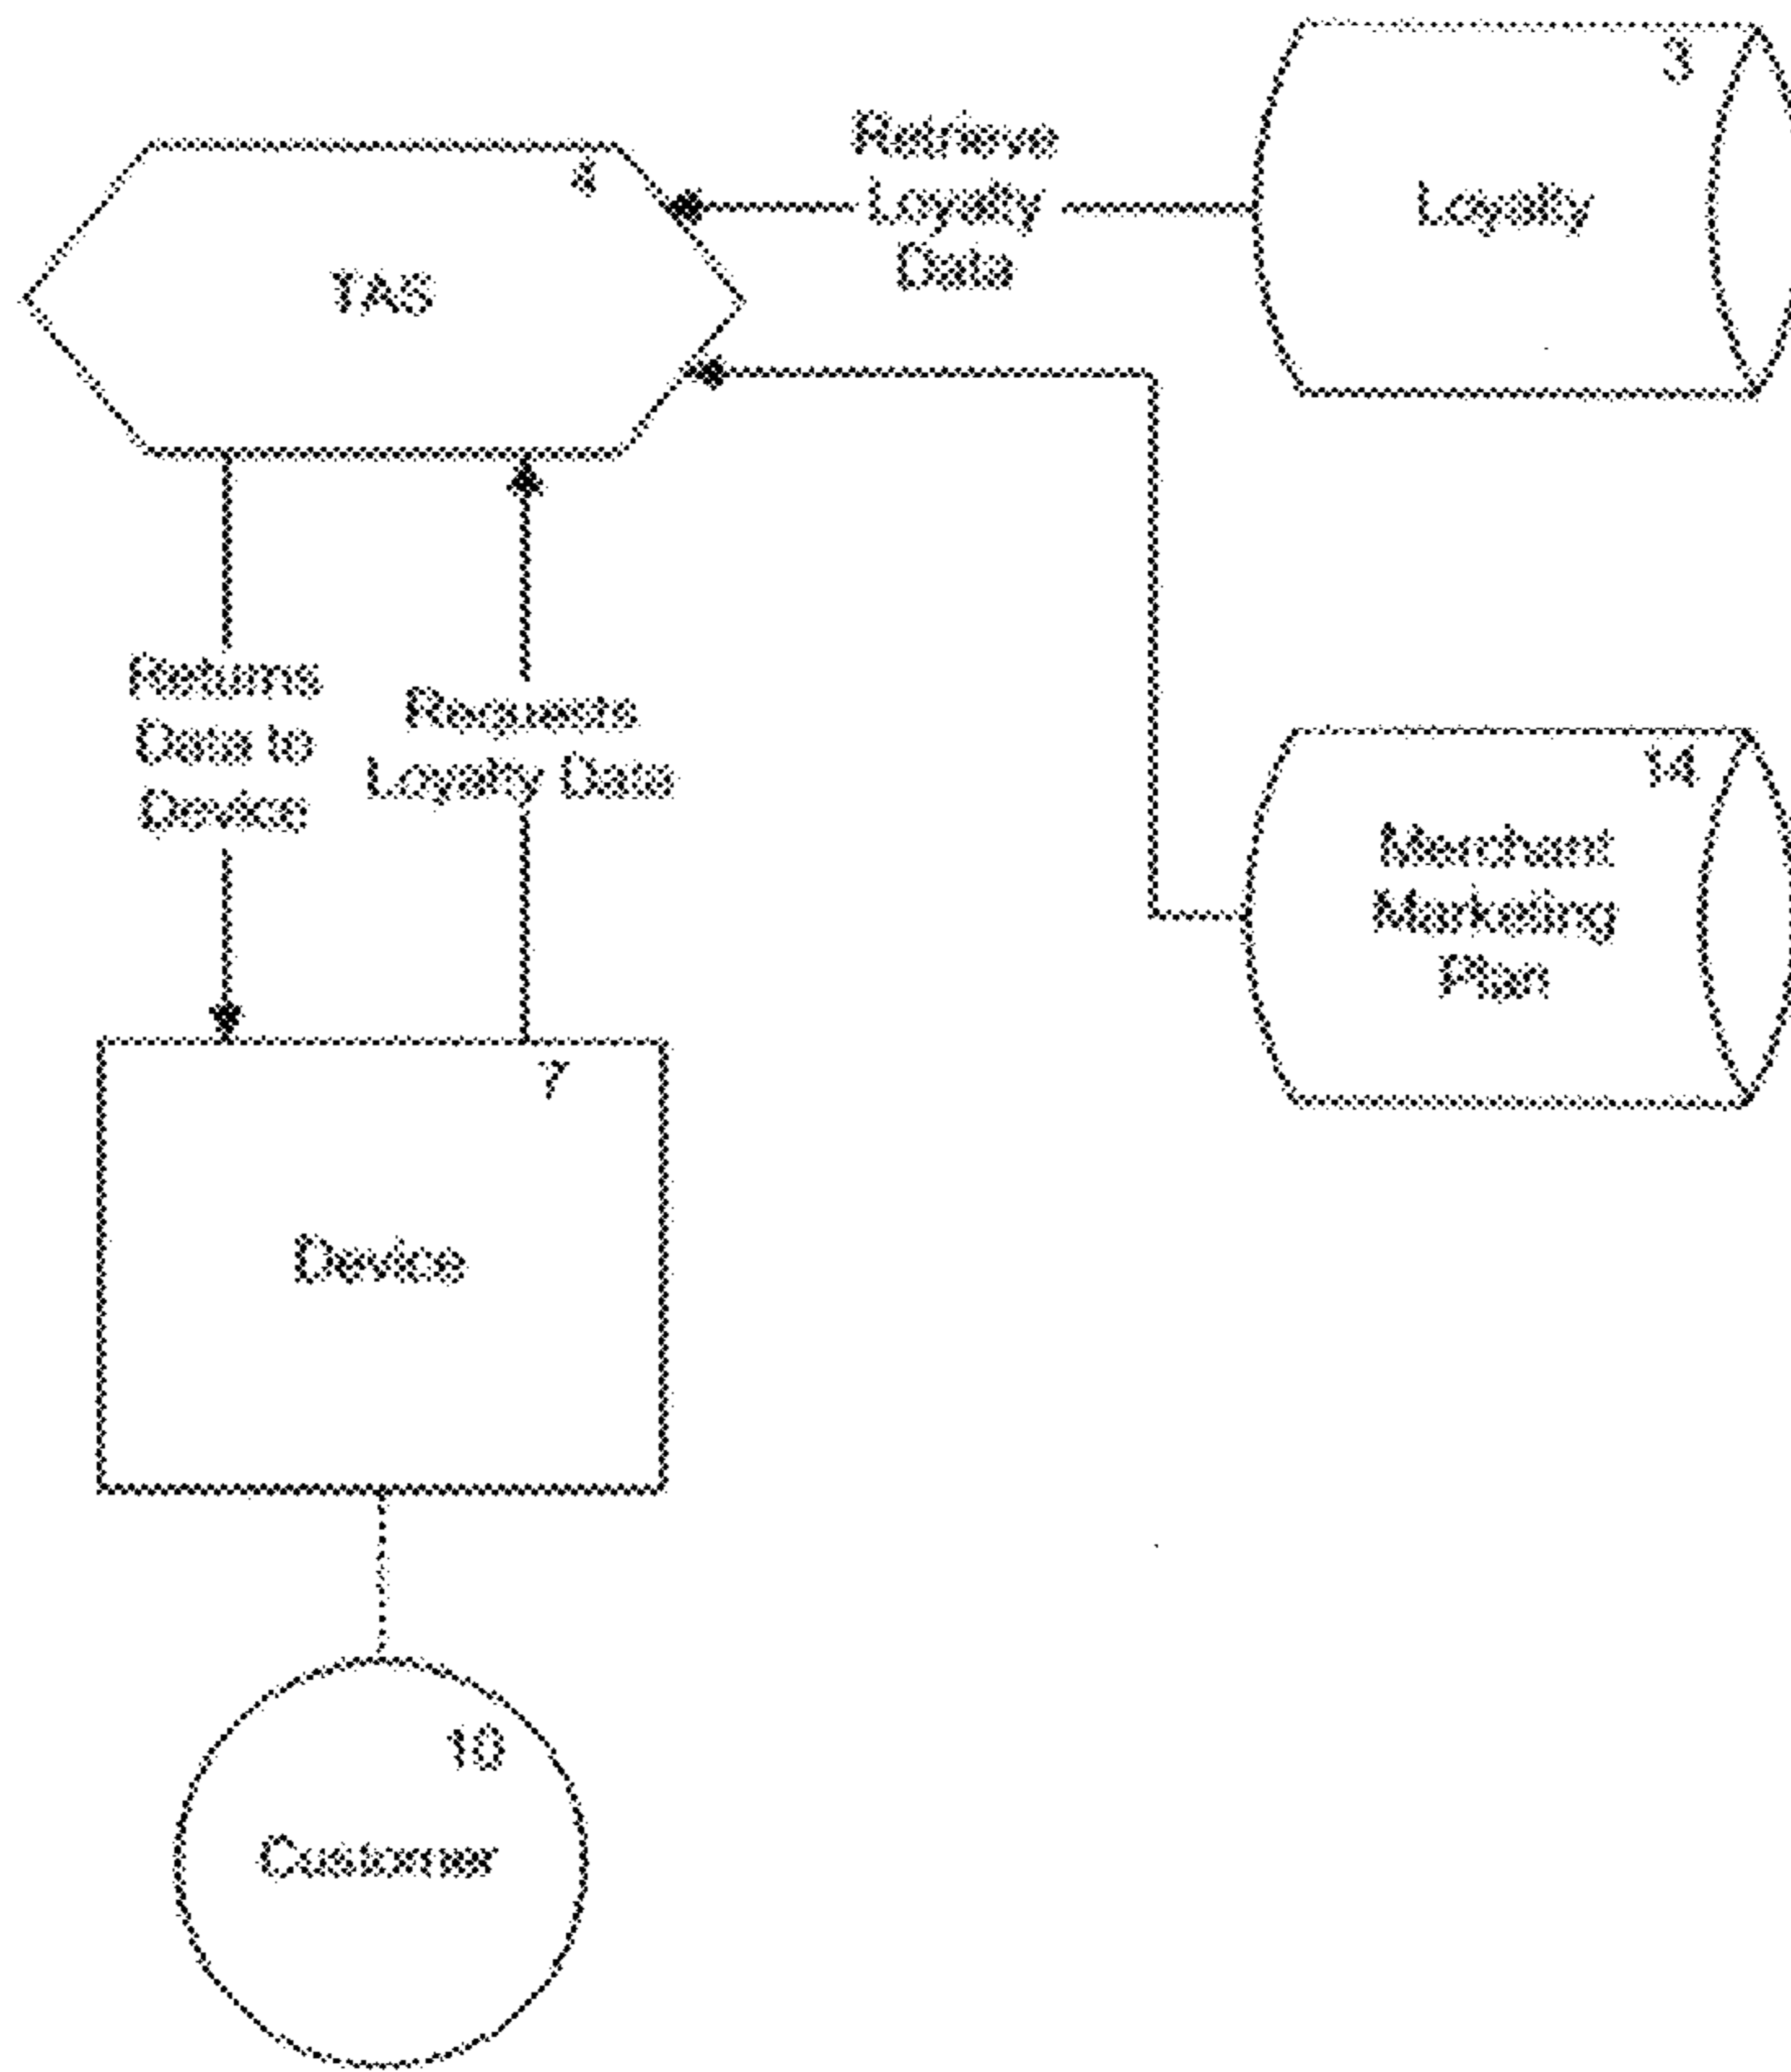 3
Retrieve
Loyalty
Data
4
Loyalty
TAS
Returns
Data to
Device
Requests
Loyalty Data
14
Merchant
Marketing
Plan
7
Device
10
Customer